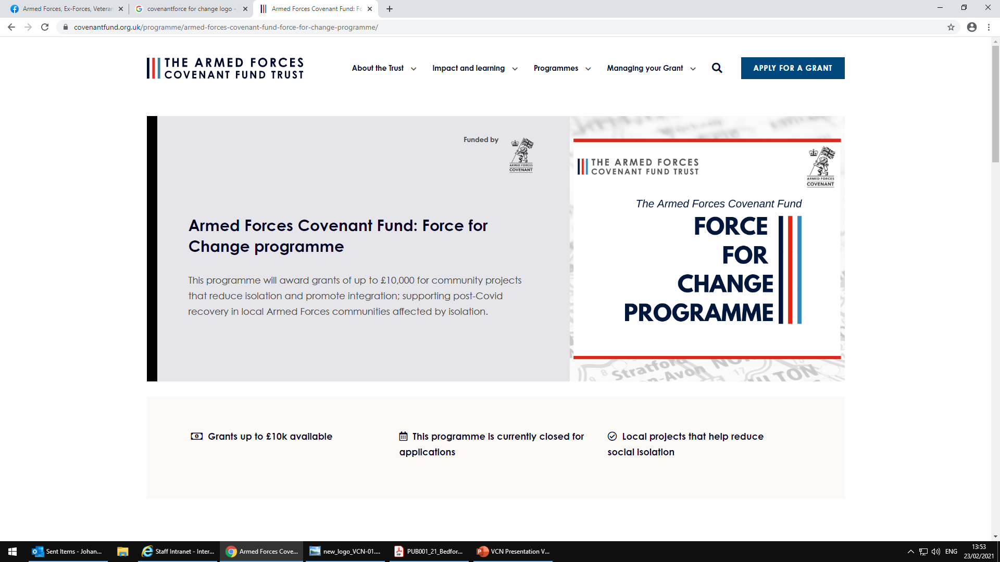 Armed Forces, Ex-Forces, Veteran
covenantforce for change logo -
Armed Forces Covenant Fund: Fo
covenantfund.org.uk/programme/armed-forces-covenant-fund-force-for-change-programme/
THE ARMED FORCES
COVENANT FUND TRUST
About the Trust
Impact and learning
Programmes
Managing your Grant
APPLY FOR A GRANT
Funded by
ARMED FORCES
COVENANT
Armed Forces Covenant Fund: Force for
Change programme
This programme will award grants of up to £10,000 for community projects
that reduce isolation and promote integration; supporting post-Covid
recovery in local Armed Forces communities affected by isolation.
THE ARMED FORCES
COVENANT FUND TRUST
ARMED FORCES
COVENANT
The Armed Forces Covenant Fund
FORCE
FOR
CHANGE
PROGRAMME
8
9
Stratford
-Avon
17
Grants up to £10k available
This programme is currently closed for
applications
Local projects that help reduce
social isolation
Sent Items - Johan...
Staff Intranet - Inter...
Armed Forces Cove...
new_logo_VCN-01....
PUB001_21_Bedfor...
VCN Presentation V...
ENG
13:53
23/02/2021